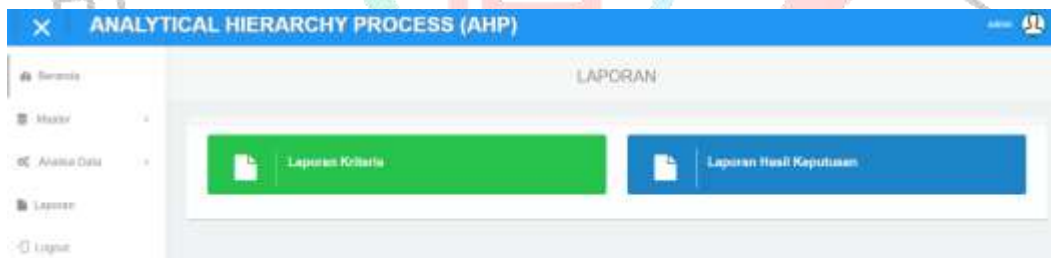 ANALYTICAL HIERARCHY PROCESS (AHP)
admin
Beranda
LAPORAN
Master
Analisa Data
Laporan Kriteria
Laporan Hasil Keputusan
Laporan
Logout